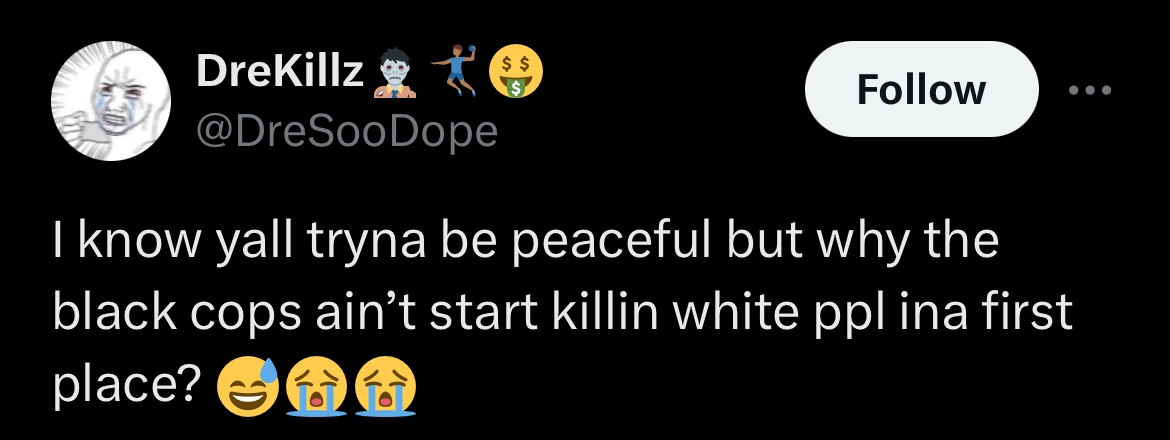 DreKillz 🧟‍♂️🤾🏾‍♂️🤑
Follow
@DreSooDope
I know yall tryna be peaceful but why the
black cops ain’t start killin white ppl ina first
place? 😅😭😭